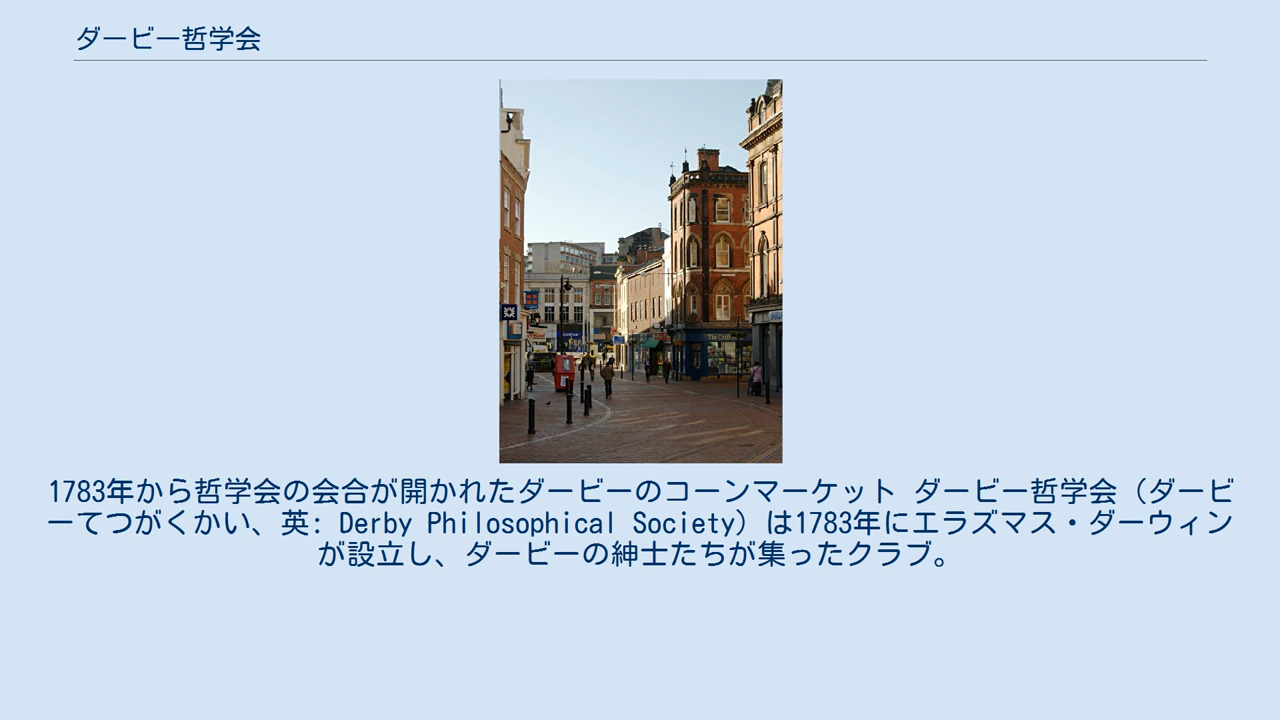 ダービー哲学会
1783年から哲学会の会合が開かれたダービーのコーンマーケット ダービー哲学会（ダービ
ーてつがくかい、英: Derby Philosophical Society）は1783年にエラズマス・ダーウィン
が設立し、ダービーの紳士たちが集ったクラブ。